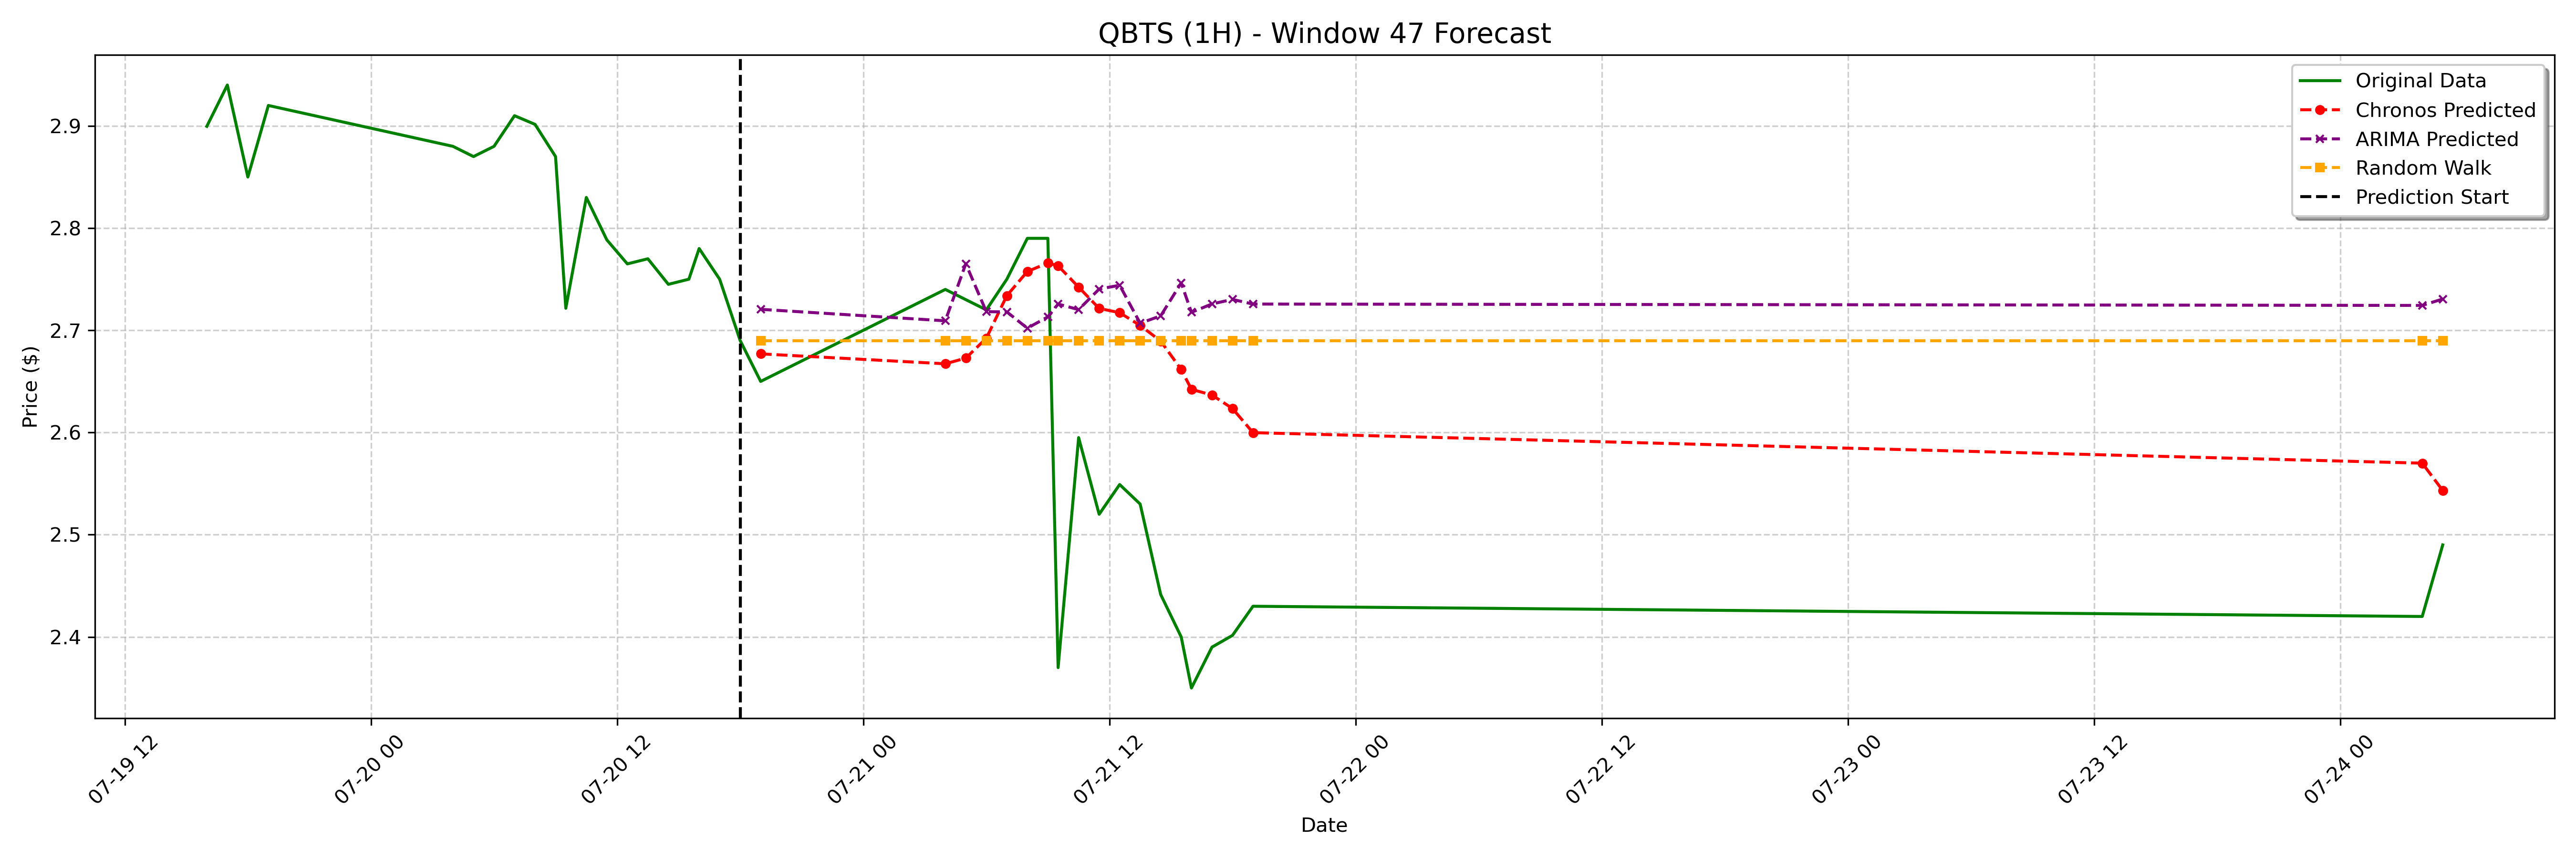 QBTS (1H) - Window 47 Forecast
Original Data
Chronos Predicted
ARIMA Predicted
Random Walk
Prediction Start
Price ($)
2.9
2.8
2.7
2.6
2.5
2.4
07-19 12
07-20 00
07-20 12
07-21 00
07-21 12
07-22 00
07-22 12
07-23 00
07-23 12
07-24 00
Date